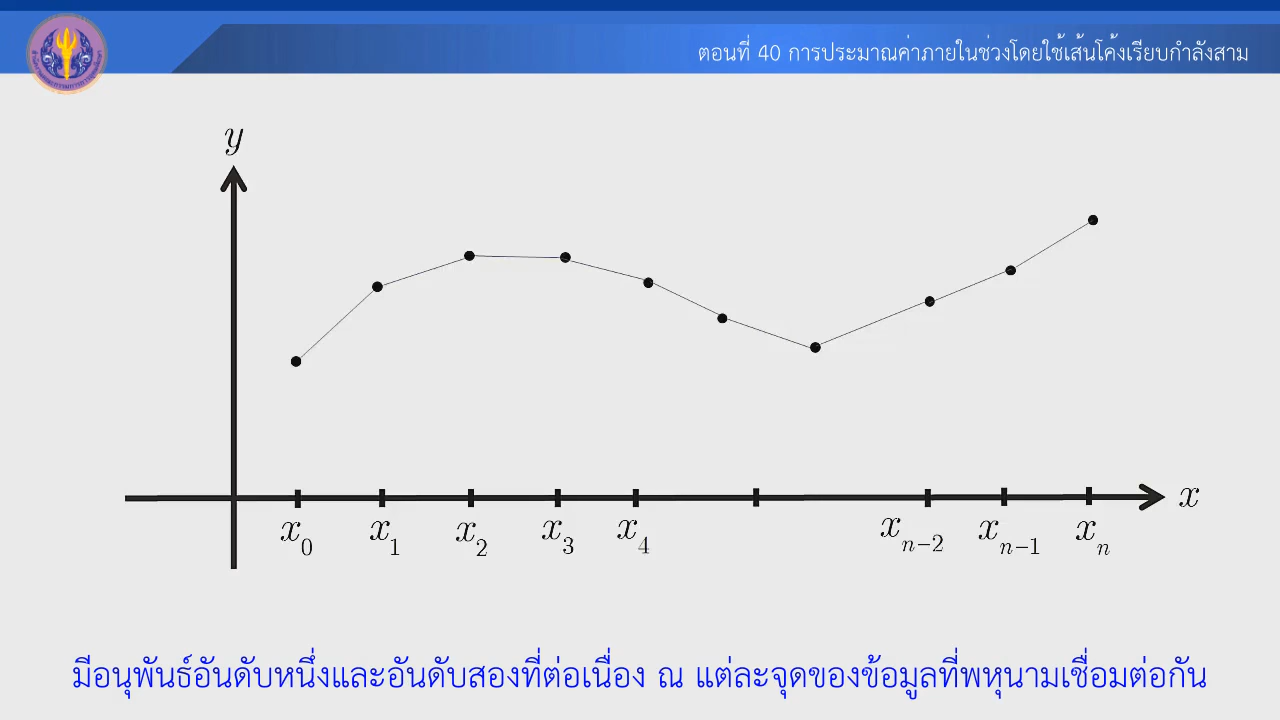 ตอนที่ 40 การประมาณค่าภายในช่วงโดยใช้เส้นโค้งเรียบกำลังสาม
y
x
x₀ x₁ x₂ x₃ x₄ xₙ₋₂ xₙ₋₁ xₙ
มีอนุพันธ์อันดับหนึ่งและอันดับสองที่ต่อเนื่อง ณ แต่ละจุดของข้อมูลที่พหุนามเชื่อมต่อกัน